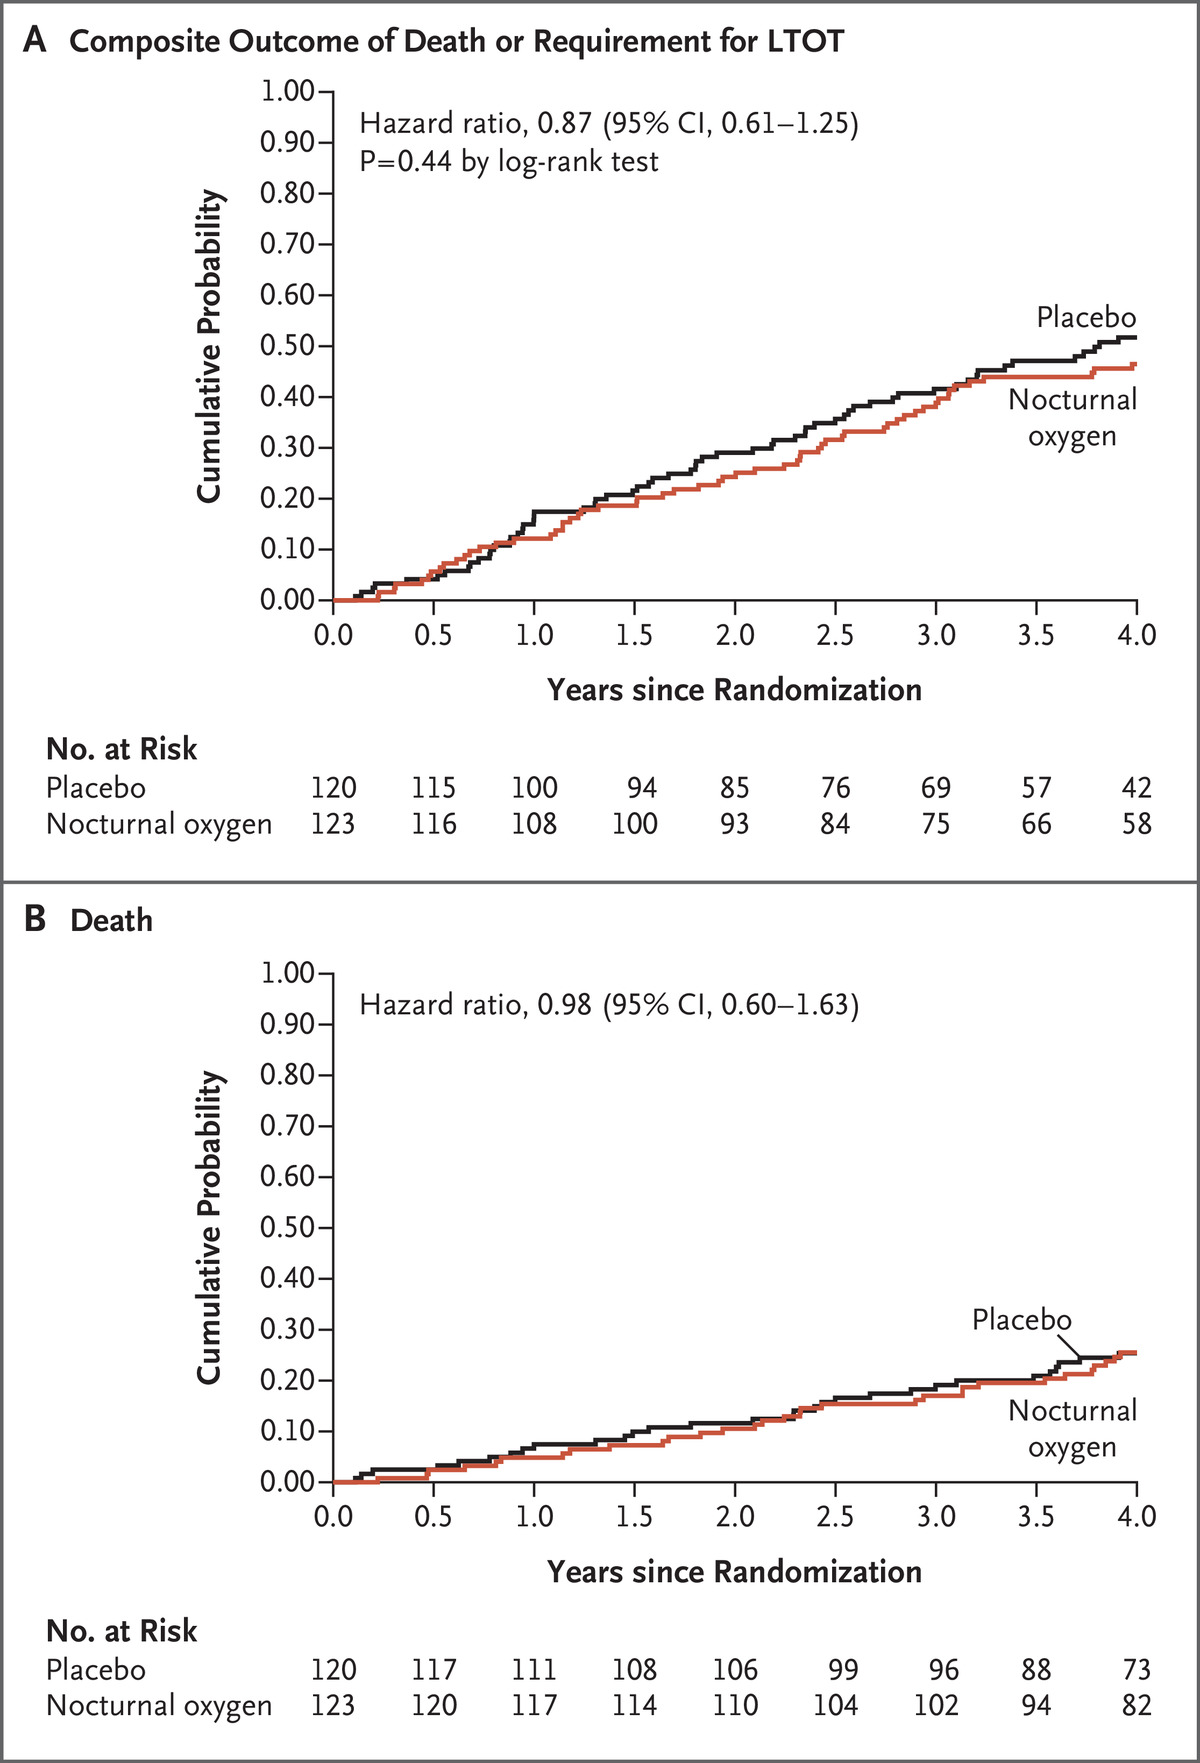 A Composite Outcome of Death or Requirement for LTOT
1.00
Hazard ratio, 0.87 (95% CI, 0.61–1.25)
0.90
P=0.44 by log-rank test
0.80
0.70
0.60
0.50
0.40
0.30
0.20
0.10
0.00
Cumulative Probability
Placebo
Nocturnal
oxygen
0.0 0.5 1.0 1.5 2.0 2.5 3.0 3.5 4.0
Years since Randomization
No. at Risk
Placebo 120 115 100 94 85 76 69 57 42
Nocturnal oxygen 123 116 108 100 93 84 75 66 58
B Death
1.00
Hazard ratio, 0.98 (95% CI, 0.60–1.63)
0.90
0.80
0.70
0.60
0.50
0.40
0.30
0.20
0.10
0.00
Cumulative Probability
Placebo
Nocturnal
oxygen
0.0 0.5 1.0 1.5 2.0 2.5 3.0 3.5 4.0
Years since Randomization
No. at Risk
Placebo 120 117 111 108 106 99 96 88 73
Nocturnal oxygen 123 120 117 114 110 104 102 94 82